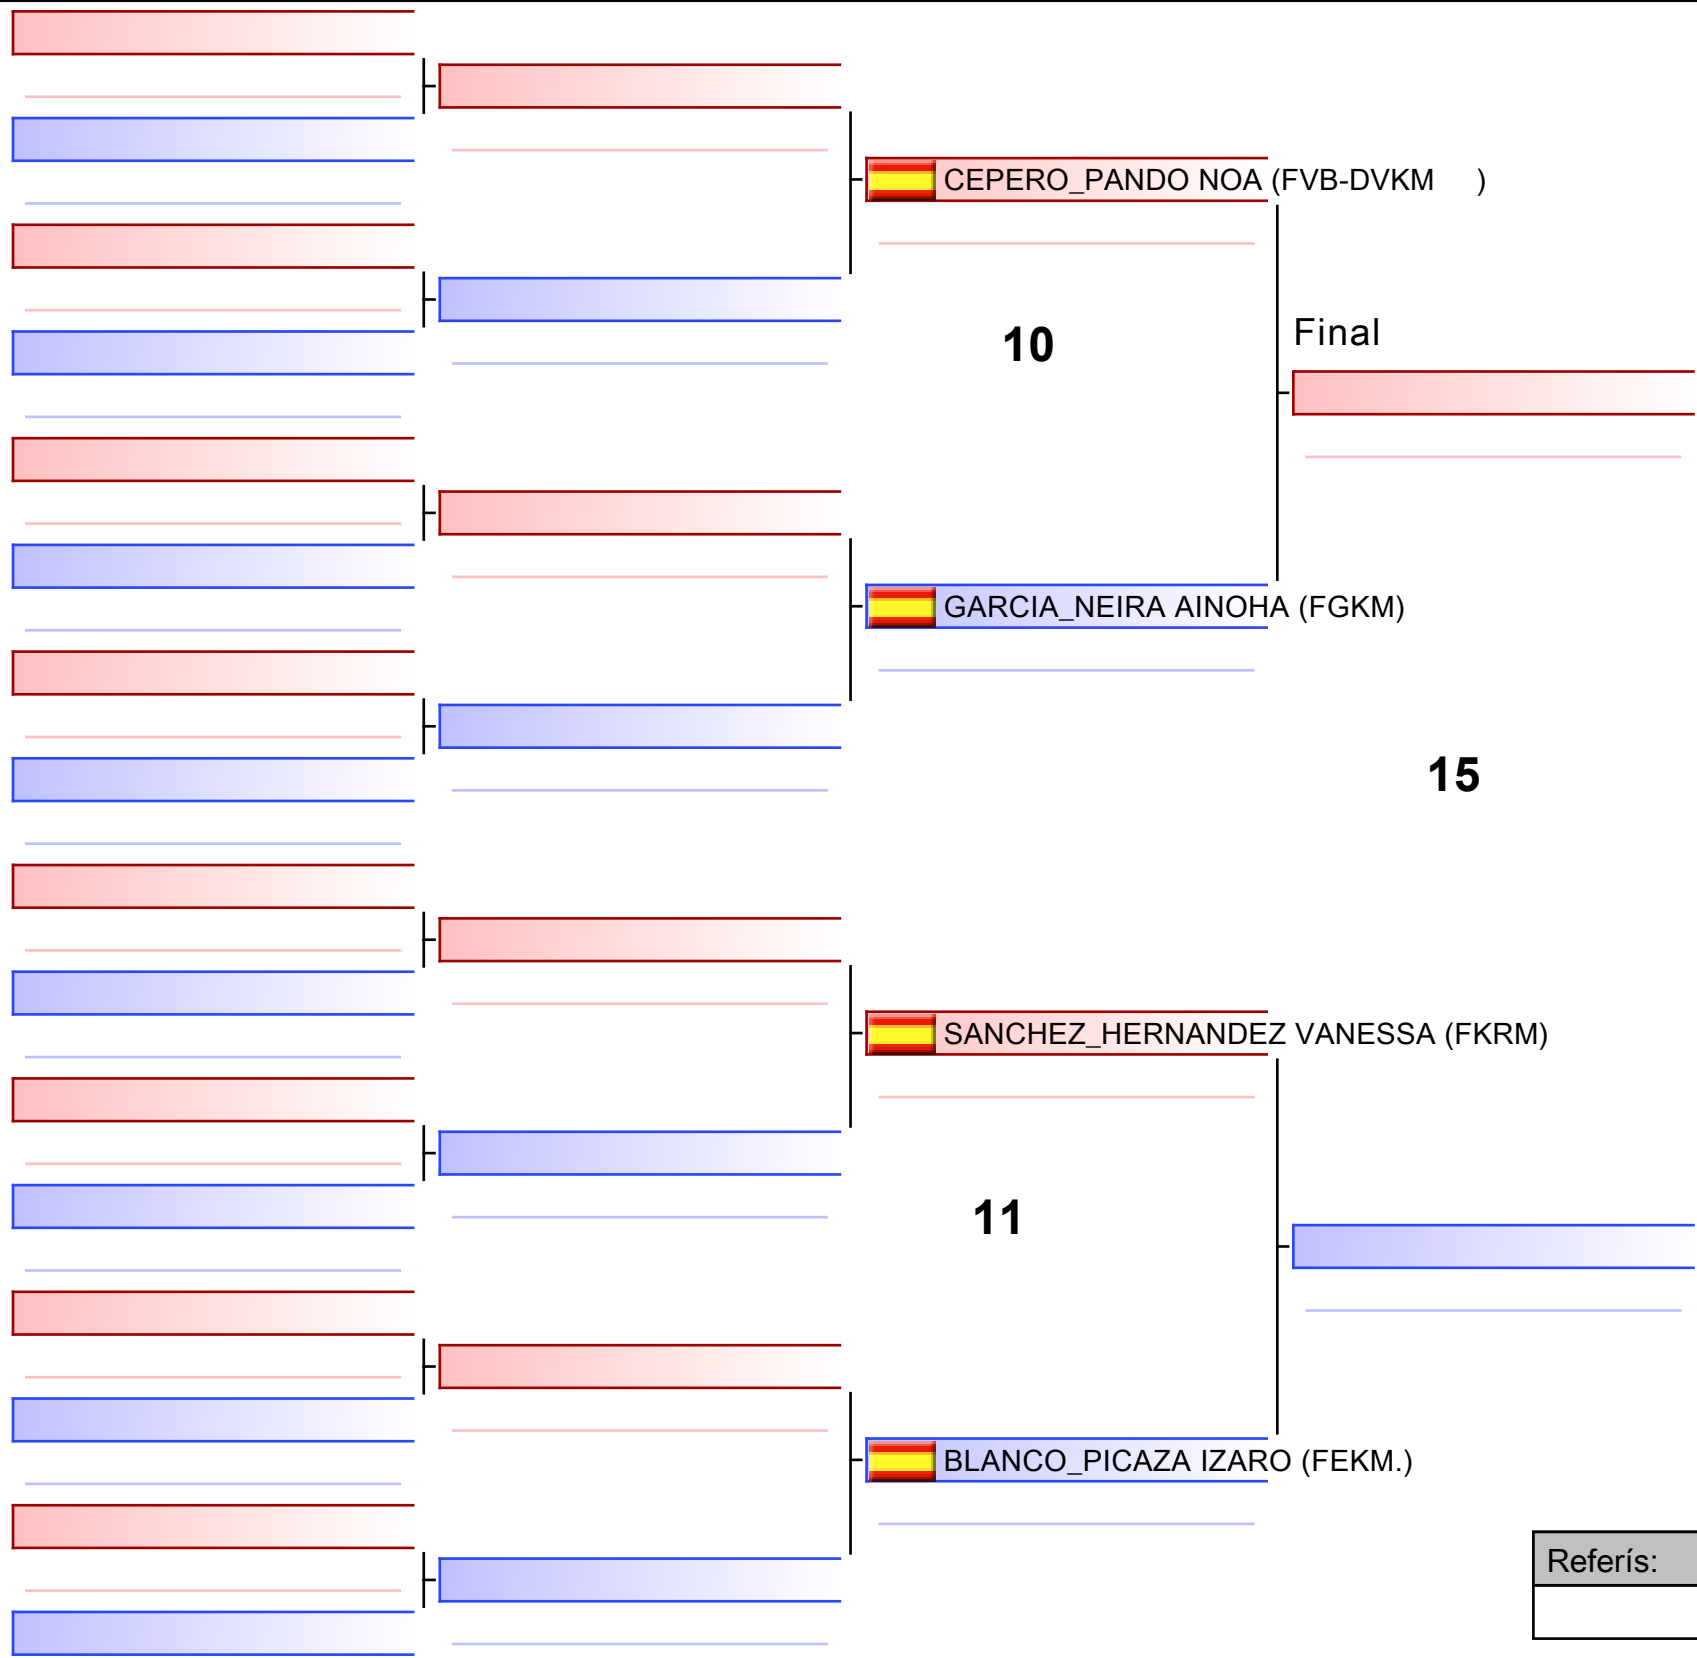 CEPERO_PANDO NOA (FVB-DVKM )
10
Final
GARCIA_NEIRA AINOHA (FGKM)
15
SANCHEZ_HERNANDEZ VANESSA (FKRM)
11
BLANCO_PICAZA IZARO (FEKM.)
Referís: